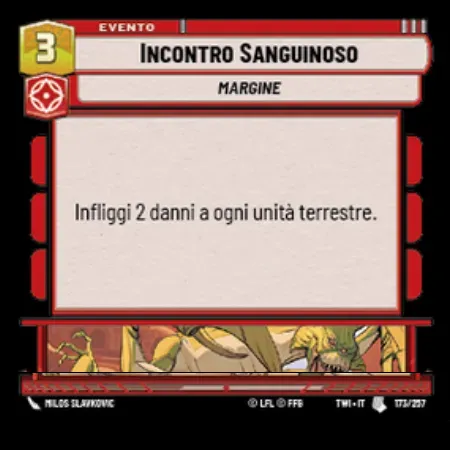 EVENTO
3
INCONTRO SANGUINOSO
MARGINE
Infliggi 2 danni a ogni unità terrestre.
MILOS SLAVKOVIC
© LFL © FFG
TWI • IT
173/257